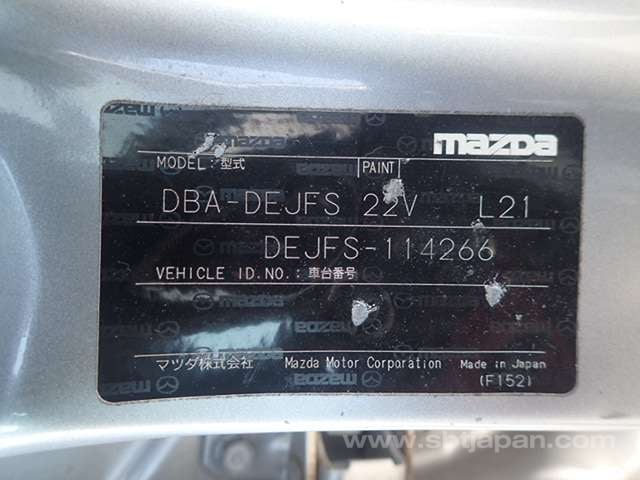 mazda
MODEL: 型式 PAINT
DBA-DEJFS 22V L21
DEJFS-114266
VEHICLE ID.NO.: 車台番号
マツダ株式会社 Mazda Motor Corporation Made in Japan
(F152)
www.sbtjapan.com